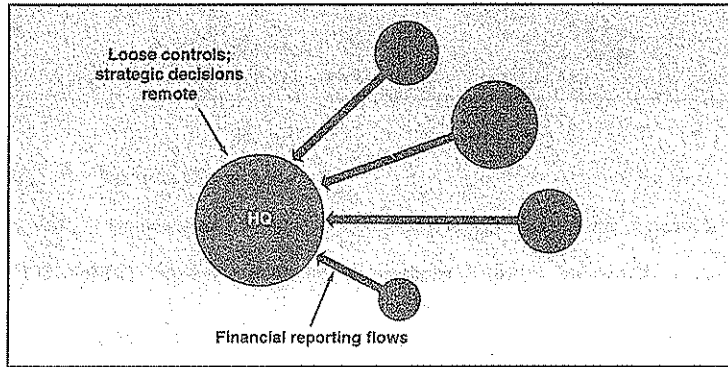 Loose controls;
strategic decisions
remote
HQ
Financial reporting flows